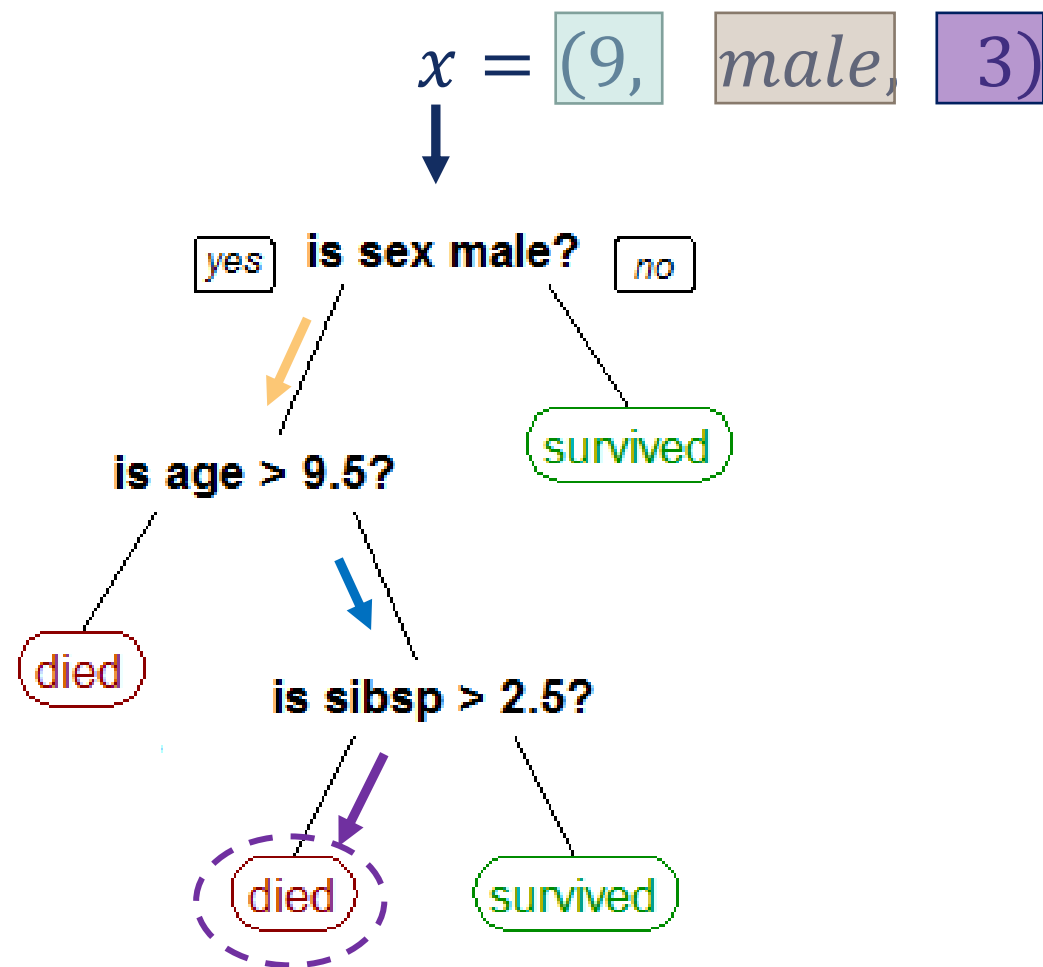 x = (9, male, 3)
yes is sex male? no
survived
is age > 9.5?
died
is sibsp > 2.5?
died survived